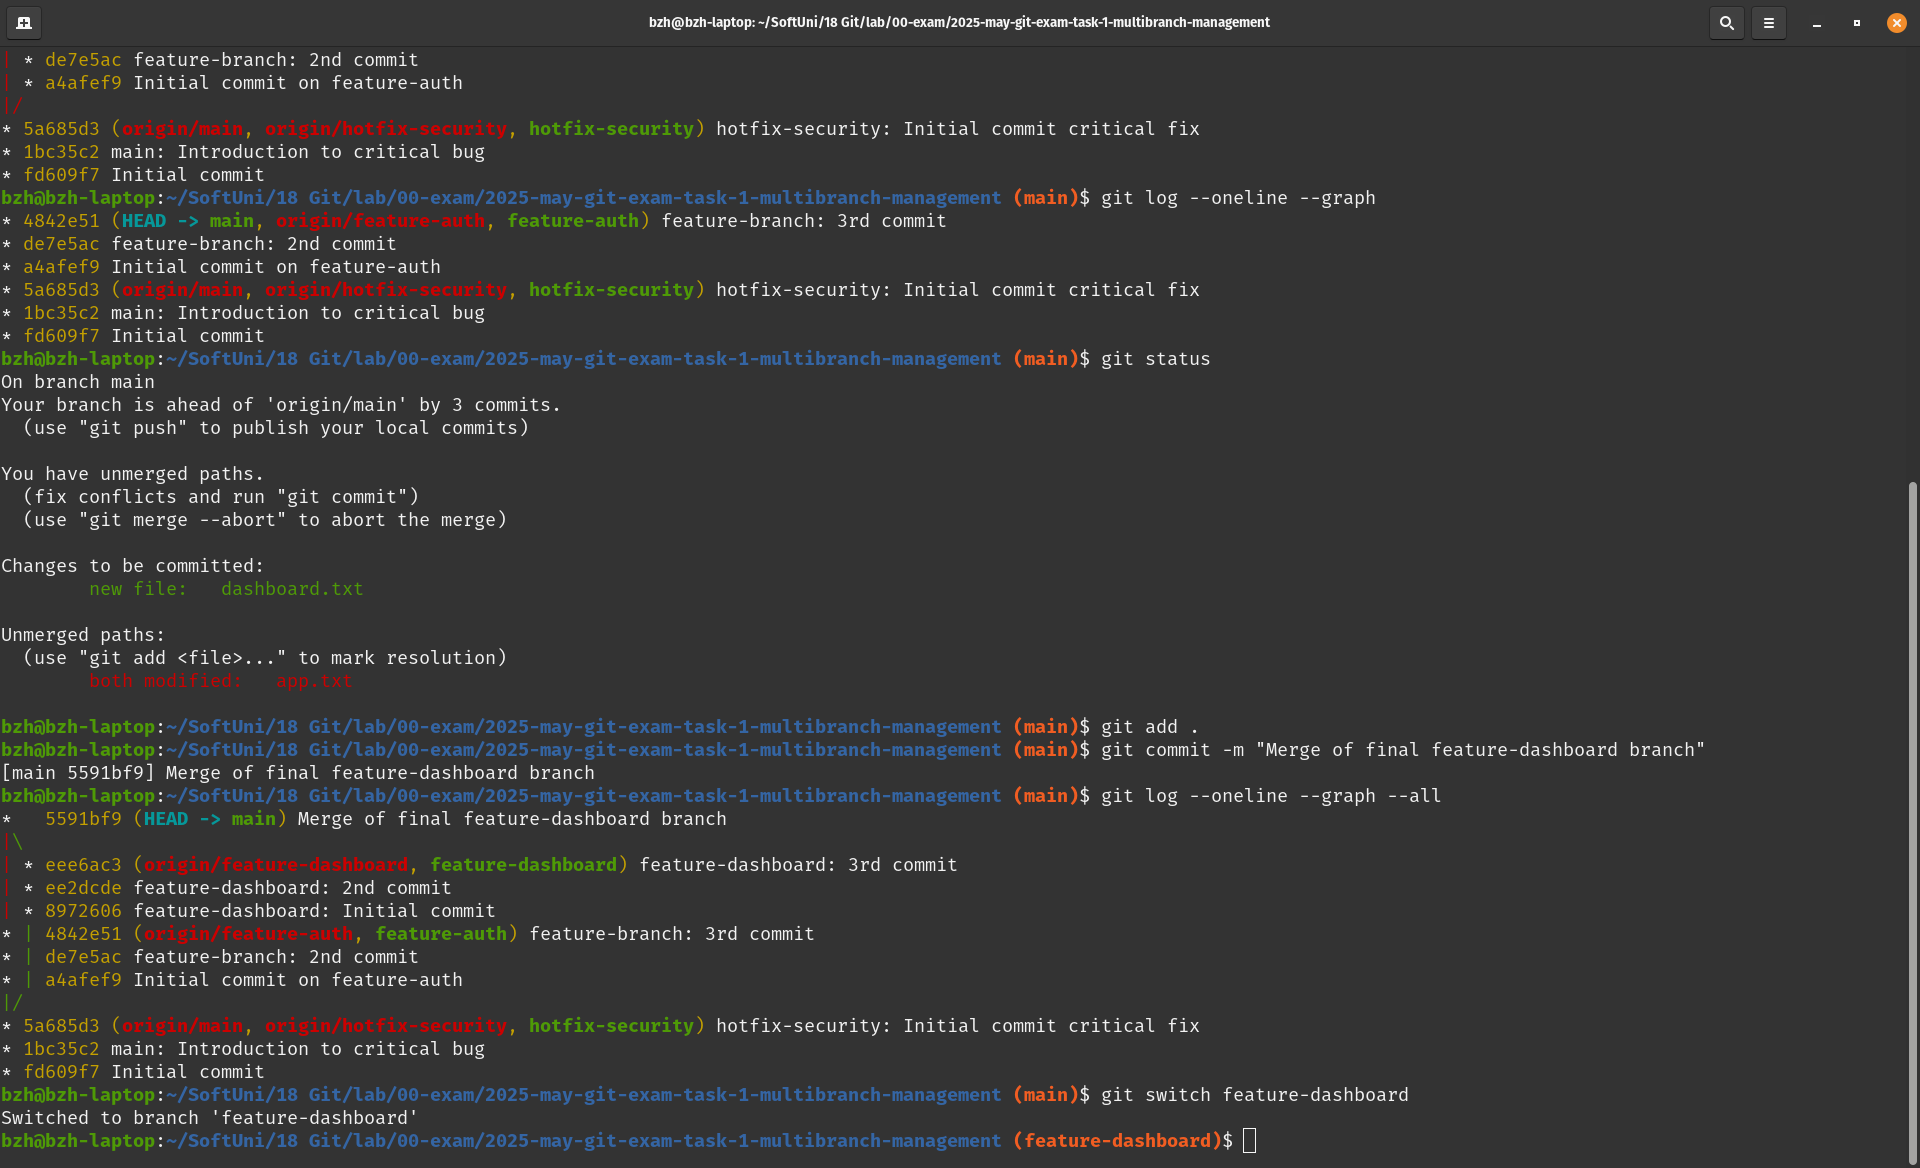 bzh@bzh-laptop: ~/SoftUni/18 Git/lab/00-exam/2025-may-git-exam-task-1-multibranch-management
| * de7e5ac feature-branch: 2nd commit
| * a4afef9 Initial commit on feature-auth
|/
* 5a685d3 (origin/main, origin/hotfix-security, hotfix-security) hotfix-security: Initial commit critical fix
* 1bc35c2 main: Introduction to critical bug
* fd609f7 Initial commit
bzh@bzh-laptop:~/SoftUni/18 Git/lab/00-exam/2025-may-git-exam-task-1-multibranch-management (main)$ git log --oneline --graph
* 4842e51 (HEAD -> main, origin/feature-auth, feature-auth) feature-branch: 3rd commit
* de7e5ac feature-branch: 2nd commit
* a4afef9 Initial commit on feature-auth
* 5a685d3 (origin/main, origin/hotfix-security, hotfix-security) hotfix-security: Initial commit critical fix
* 1bc35c2 main: Introduction to critical bug
* fd609f7 Initial commit
bzh@bzh-laptop:~/SoftUni/18 Git/lab/00-exam/2025-may-git-exam-task-1-multibranch-management (main)$ git status
On branch main
Your branch is ahead of 'origin/main' by 3 commits.
  (use "git push" to publish your local commits)

You have unmerged paths.
  (fix conflicts and run "git commit")
  (use "git merge --abort" to abort the merge)

Changes to be committed:
        new file:   dashboard.txt

Unmerged paths:
  (use "git add <file>..." to mark resolution)
        both modified:   app.txt

bzh@bzh-laptop:~/SoftUni/18 Git/lab/00-exam/2025-may-git-exam-task-1-multibranch-management (main)$ git add .
bzh@bzh-laptop:~/SoftUni/18 Git/lab/00-exam/2025-may-git-exam-task-1-multibranch-management (main)$ git commit -m "Merge of final feature-dashboard branch"
[main 5591bf9] Merge of final feature-dashboard branch
bzh@bzh-laptop:~/SoftUni/18 Git/lab/00-exam/2025-may-git-exam-task-1-multibranch-management (main)$ git log --oneline --graph --all
*   5591bf9 (HEAD -> main) Merge of final feature-dashboard branch
|\
| * eee6ac3 (origin/feature-dashboard, feature-dashboard) feature-dashboard: 3rd commit
| * ee2dcde feature-dashboard: 2nd commit
| * 8972606 feature-dashboard: Initial commit
* | 4842e51 (origin/feature-auth, feature-auth) feature-branch: 3rd commit
* | de7e5ac feature-branch: 2nd commit
* | a4afef9 Initial commit on feature-auth
|/
* 5a685d3 (origin/main, origin/hotfix-security, hotfix-security) hotfix-security: Initial commit critical fix
* 1bc35c2 main: Introduction to critical bug
* fd609f7 Initial commit
bzh@bzh-laptop:~/SoftUni/18 Git/lab/00-exam/2025-may-git-exam-task-1-multibranch-management (main)$ git switch feature-dashboard
Switched to branch 'feature-dashboard'
bzh@bzh-laptop:~/SoftUni/18 Git/lab/00-exam/2025-may-git-exam-task-1-multibranch-management (feature-dashboard)$